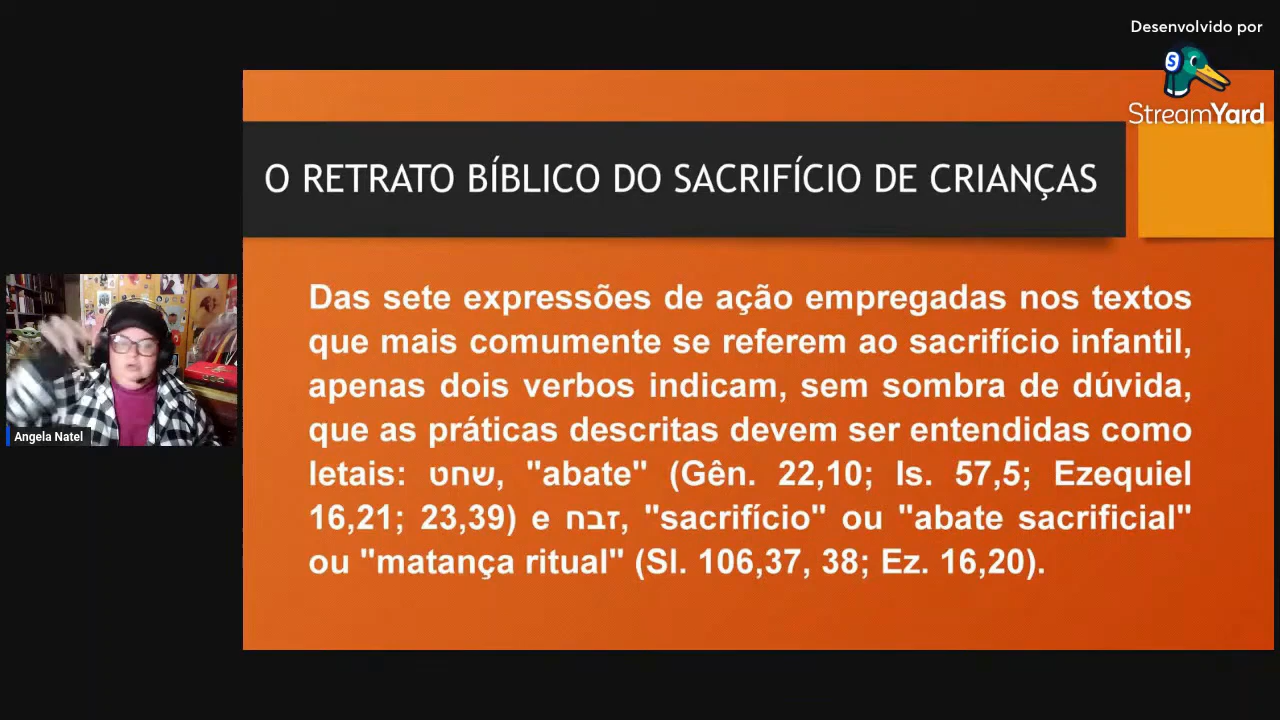 Desenvolvido por
StreamYard
O RETRATO BÍBLICO DO SACRIFÍCIO DE CRIANÇAS
Das sete expressões de ação empregadas nos textos
que mais comumente se referem ao sacrifício infantil,
apenas dois verbos indicam, sem sombra de dúvida,
que as práticas descritas devem ser entendidas como
letais: שחט, "abate" (Gên. 22,10; Is. 57,5; Ezequiel
16,21; 23,39) e זבח, "sacrifício" ou "abate sacrificial"
ou "matança ritual" (Sl. 106,37, 38; Ez. 16,20).
Angela Natel